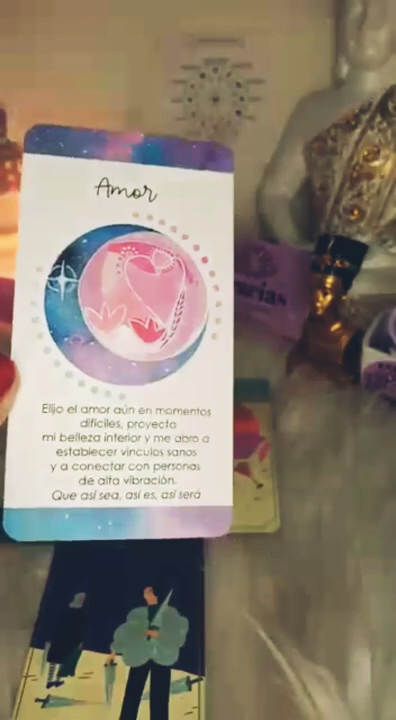 Amor
Elijo el amor aún en momentos
difíciles, proyecto
mi belleza interior y me abro a
establecer vínculos sanos
y a conectar con personas
de alta vibración.
Que así sea, así es, así será